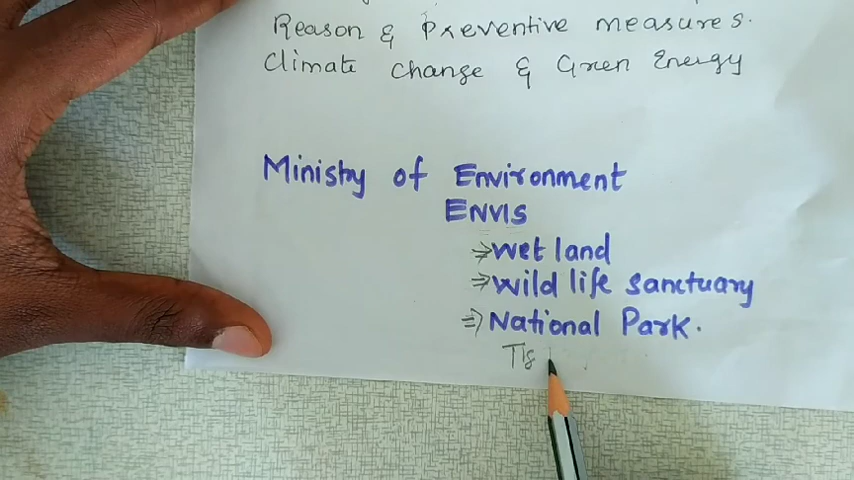 Reason & Preventive measures.
Climate change & Green Energy
Ministry of Environment
ENVIS
⇒ Wet land
⇒ Wild life sanctuary
⇒ National Park.